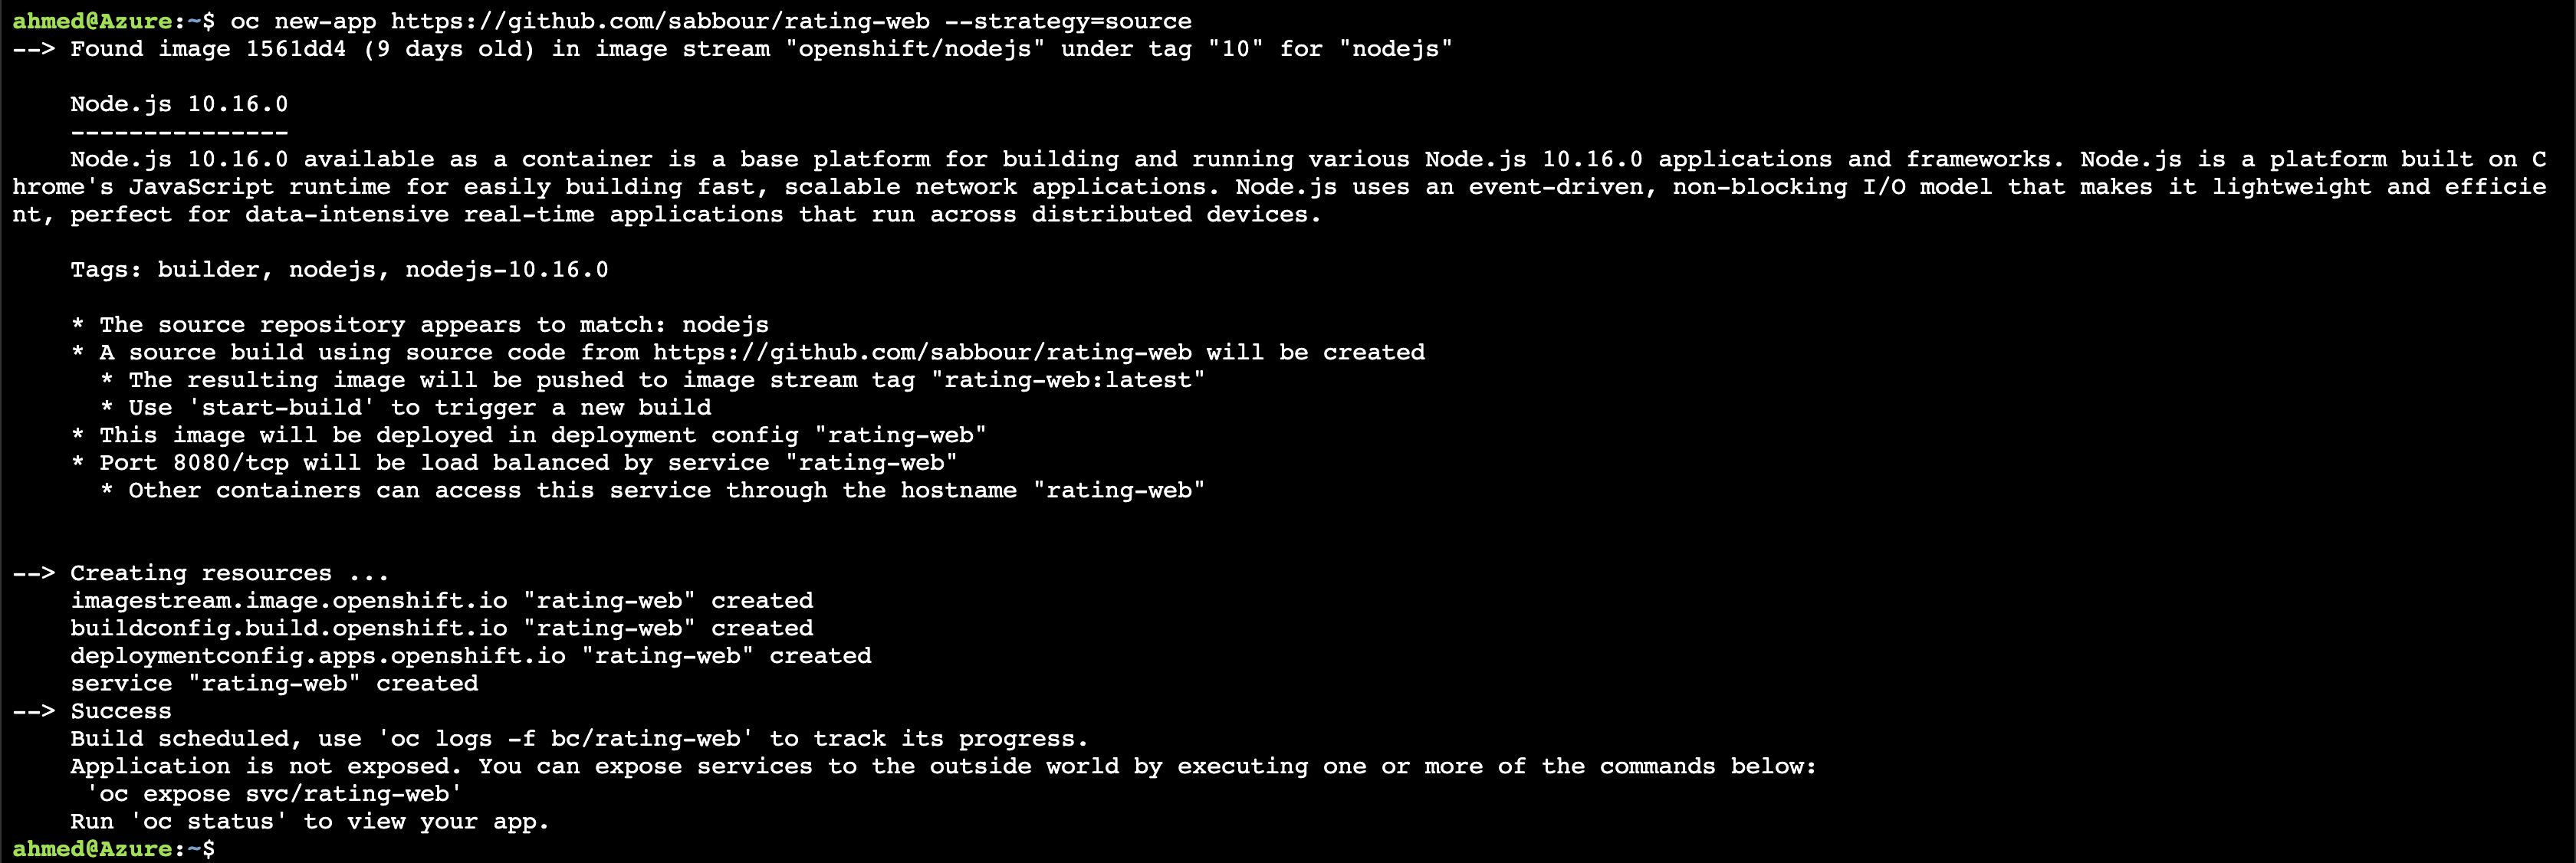 ahmed@Azure:~$ oc new-app https://github.com/sabbour/rating-web --strategy=source
--> Found image 1561dd4 (9 days old) in image stream "openshift/nodejs" under tag "10" for "nodejs"
Node.js 10.16.0
---------------
Node.js 10.16.0 available as a container is a base platform for building and running various Node.js 10.16.0 applications and frameworks. Node.js is a platform built on C
hrome's JavaScript runtime for easily building fast, scalable network applications. Node.js uses an event-driven, non-blocking I/O model that makes it lightweight and efficie
nt, perfect for data-intensive real-time applications that run across distributed devices.
Tags: builder, nodejs, nodejs-10.16.0
* The source repository appears to match: nodejs
* A source build using source code from https://github.com/sabbour/rating-web will be created
* The resulting image will be pushed to image stream tag "rating-web:latest"
* Use 'start-build' to trigger a new build
* This image will be deployed in deployment config "rating-web"
* Port 8080/tcp will be load balanced by service "rating-web"
* Other containers can access this service through the hostname "rating-web"
--> Creating resources ...
imagestream.image.openshift.io "rating-web" created
buildconfig.build.openshift.io "rating-web" created
deploymentconfig.apps.openshift.io "rating-web" created
service "rating-web" created
--> Success
Build scheduled, use 'oc logs -f bc/rating-web' to track its progress.
Application is not exposed. You can expose services to the outside world by executing one or more of the commands below:
'oc expose svc/rating-web'
Run 'oc status' to view your app.
ahmed@Azure:~$